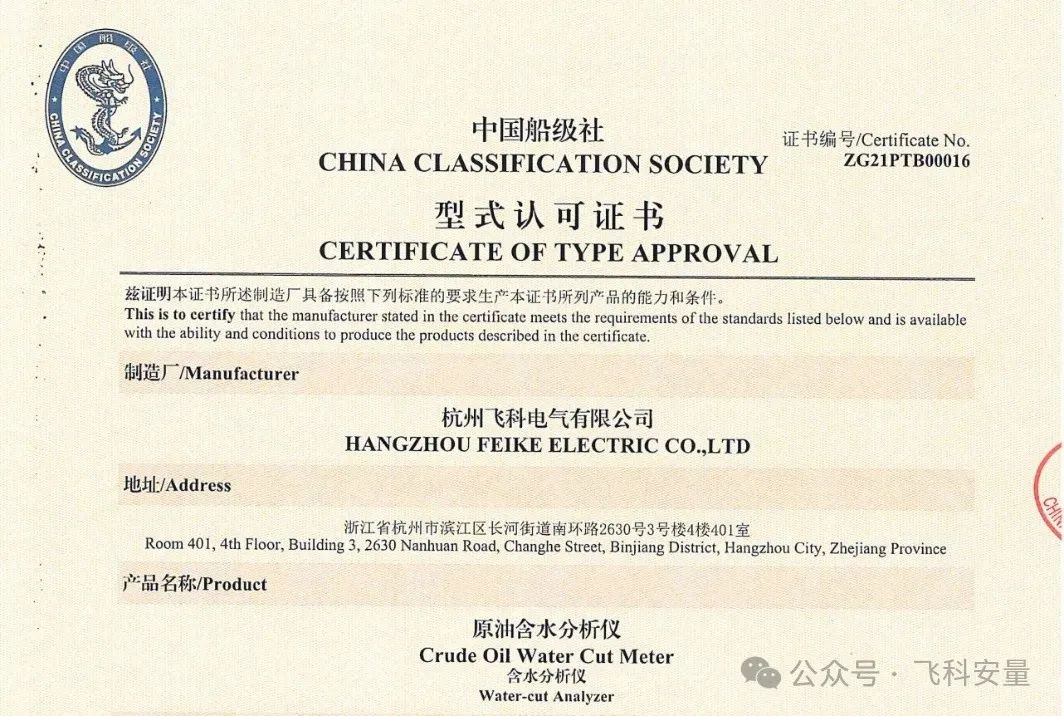 中国船级社
CHINA CLASSIFICATION SOCIETY
中国船级社
CHINA CLASSIFICATION SOCIETY
证书编号/Certificate No.
ZG21PTB00016
型式认可证书
CERTIFICATE OF TYPE APPROVAL
兹证明本证书所述制造厂具备按照下列标准的要求生产本证书所列产品的能力和条件。
This is to certify that the manufacturer stated in the certificate meets the requirements of the standards listed below and is available
with the ability and conditions to produce the products described in the certificate.
制造厂/Manufacturer
杭州飞科电气有限公司
HANGZHOU FEIKE ELECTRIC CO.,LTD
地址/Address
浙江省杭州市滨江区长河街道南环路2630号3号楼4楼401室
Room 401, 4th Floor, Building 3, 2630 Nanhuan Road, Changhe Street, Binjiang District, Hangzhou City, Zhejiang Province
产品名称/Product
原油含水分析仪
Crude Oil Water Cut Meter
含水分析仪
Water-cut Analyzer
公众号·飞科安量